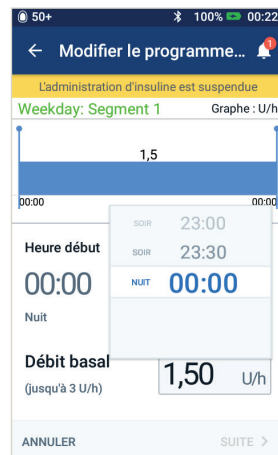 50+ 100% 00:22
Modifier le programme... 1
L'administration d'insuline est suspendue
Weekday: Segment 1 Graphe : U/h
1,5
00:00 00:00
SOIR 23:00
Heure début SOIR 23:30
00:00 NUIT 00:00
Nuit
Débit basal 1,50 U/h
(jusqu'à 3 U/h)
ANNULER SUITE >